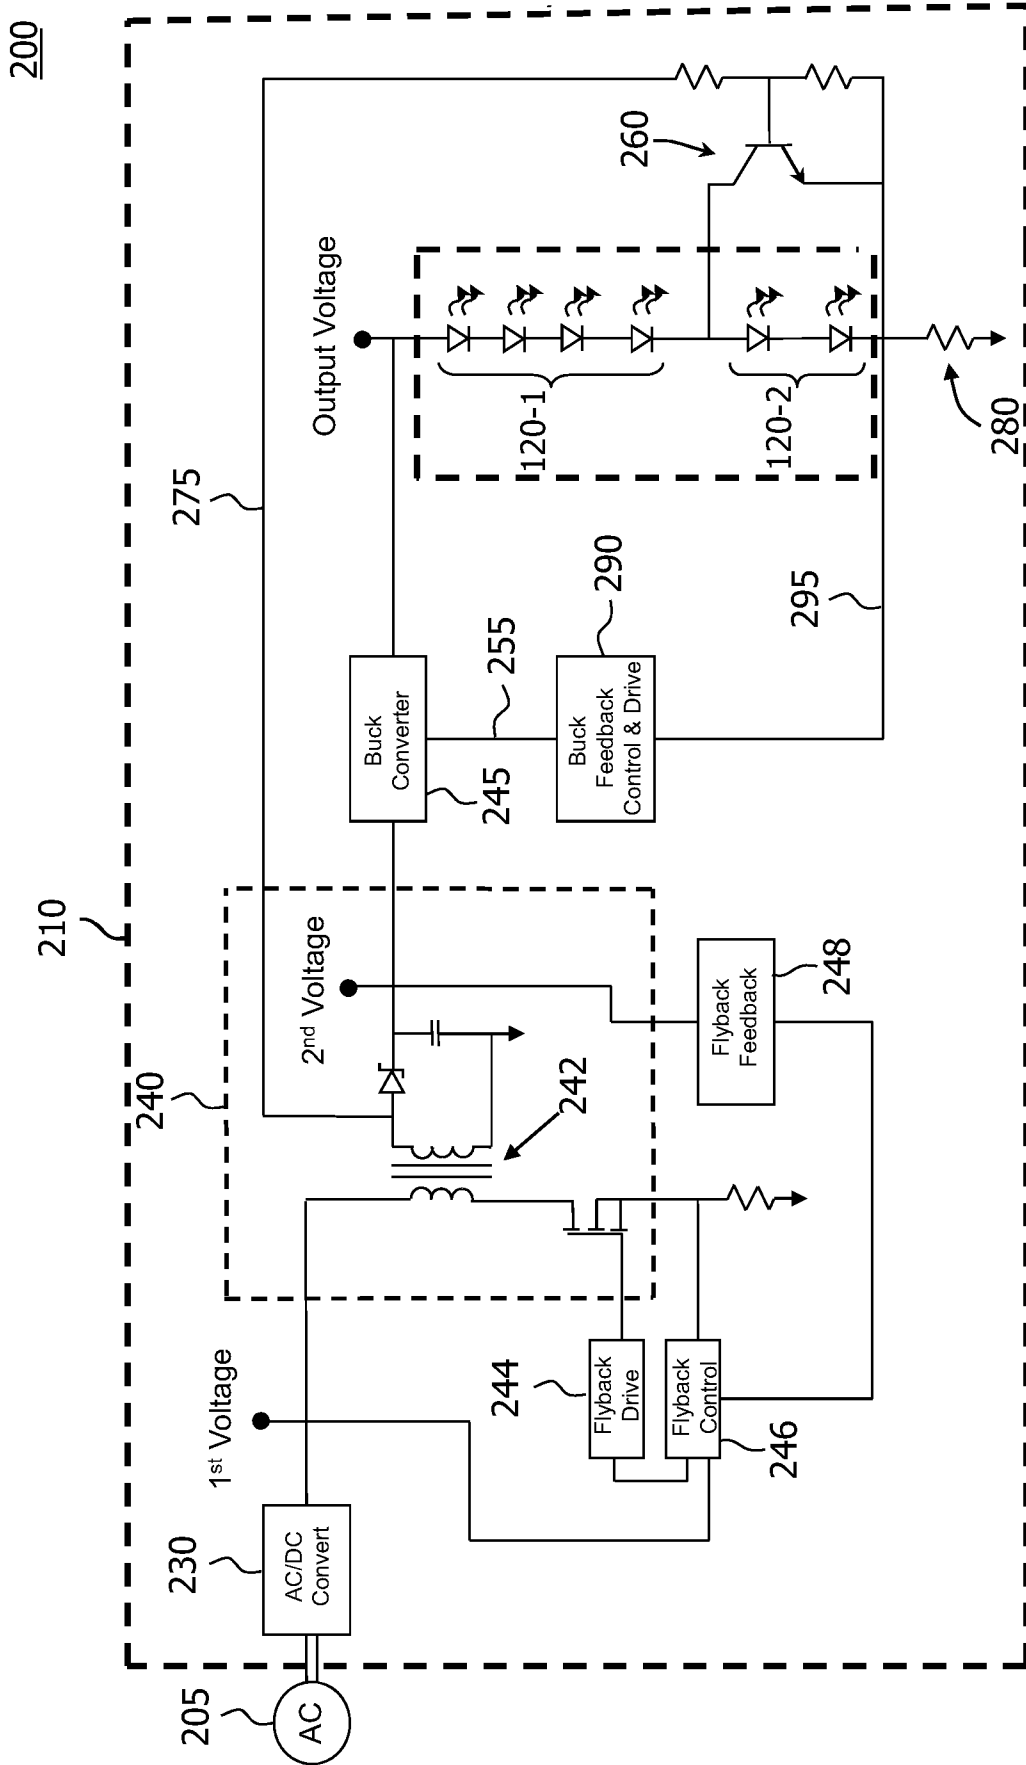 200
210
205
AC
230
AC/DC
Convert
1st Voltage
240
2nd Voltage
242
244
Flyback
Drive
Flyback
Control
246
Flyback
Feedback
248
275
Buck
Converter
245
255
Buck
Feedback
Control & Drive
290
295
Output Voltage
120-1
120-2
260
280